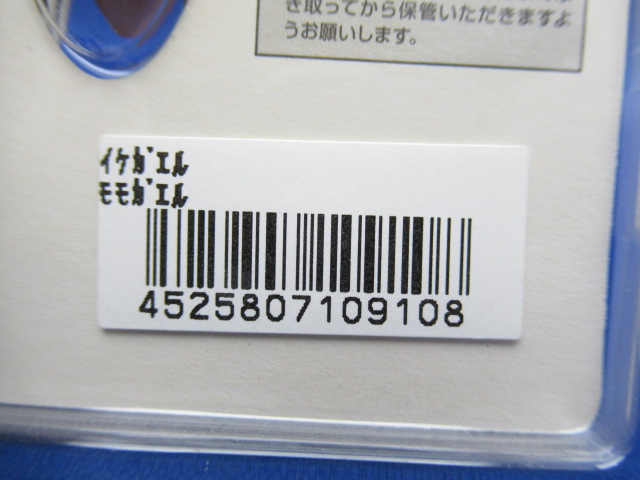 き取ってから保管いただきますよ
うお願いします。
ｲｹｶﾞｴﾙ
ﾓﾓｶﾞｴﾙ
4525807109108